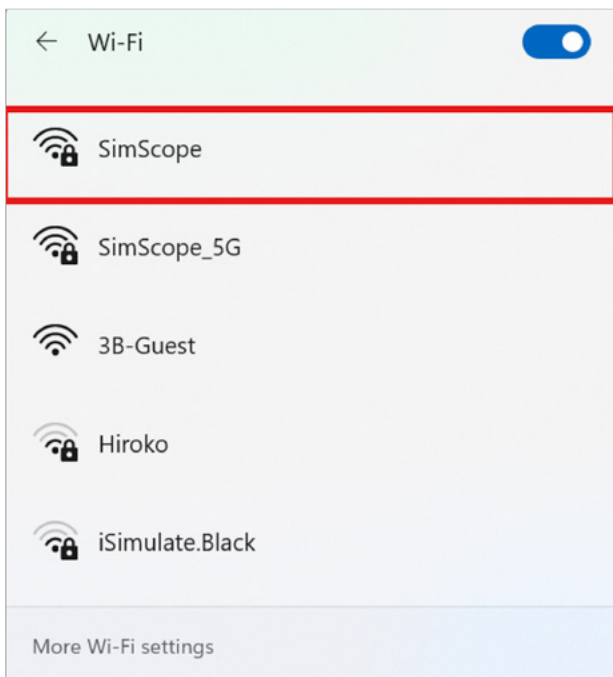 Wi-Fi
SimScope
SimScope_5G
3B-Guest
Hiroko
iSimulate.Black
More Wi-Fi settings